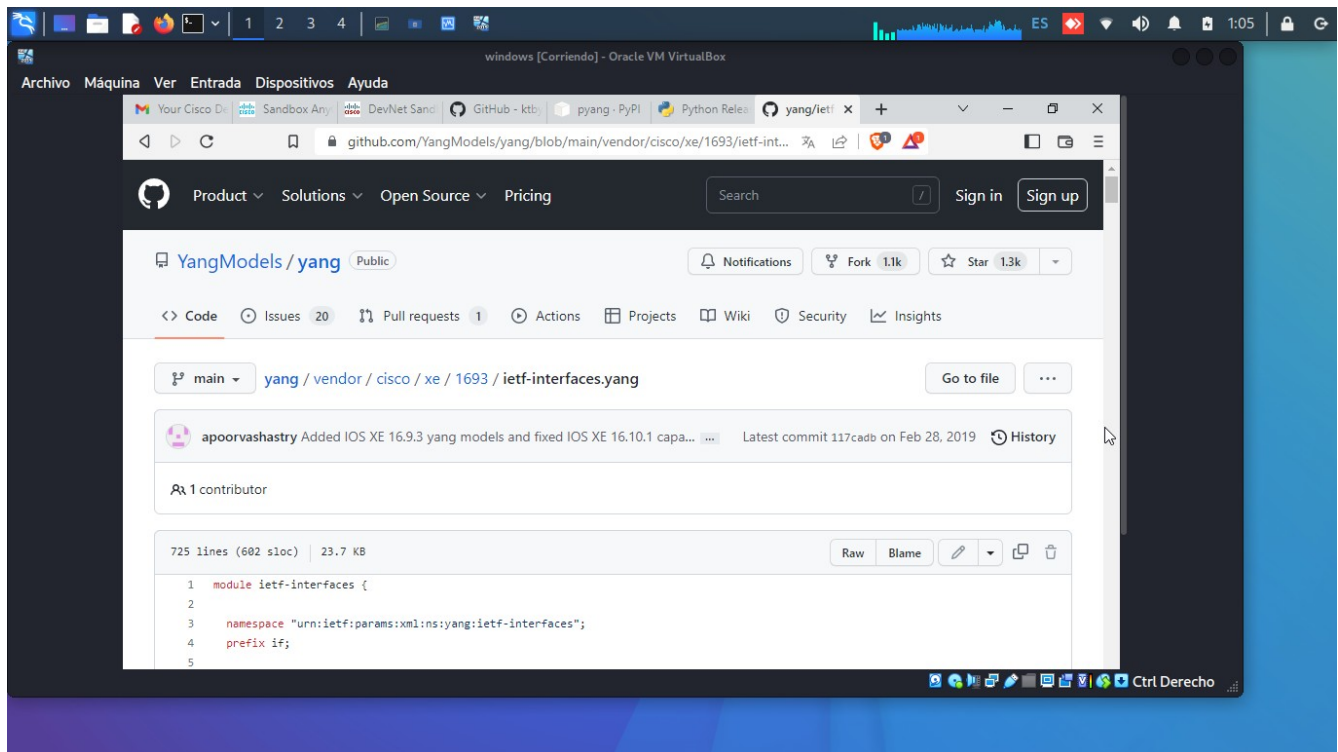 1 2 3 4 ES 1:05
windows [Corriendo] - Oracle VM VirtualBox
Archivo Máquina Ver Entrada Dispositivos Ayuda
Your Cisco De Sandbox Any DevNet Sand GitHub - ktb pyang · PyPI Python Relea yang/ietf
github.com/YangModels/yang/blob/main/vendor/cisco/xe/1693/ietf-int...
Product Solutions Open Source Pricing Search / Sign in Sign up
YangModels / yang Public Notifications Fork 1.1k Star 1.3k
<> Code Issues 20 Pull requests 1 Actions Projects Wiki Security Insights
main yang / vendor / cisco / xe / 1693 / ietf-interfaces.yang Go to file ...
apoorvashastry Added IOS XE 16.9.3 yang models and fixed IOS XE 16.10.1 capa... ... Latest commit 117cadb on Feb 28, 2019 History
1 contributor
725 lines (602 sloc) 23.7 KB Raw Blame
1 module ietf-interfaces {
2
3 namespace "urn:ietf:params:xml:ns:yang:ietf-interfaces";
4 prefix if;
5
Ctrl Derecho